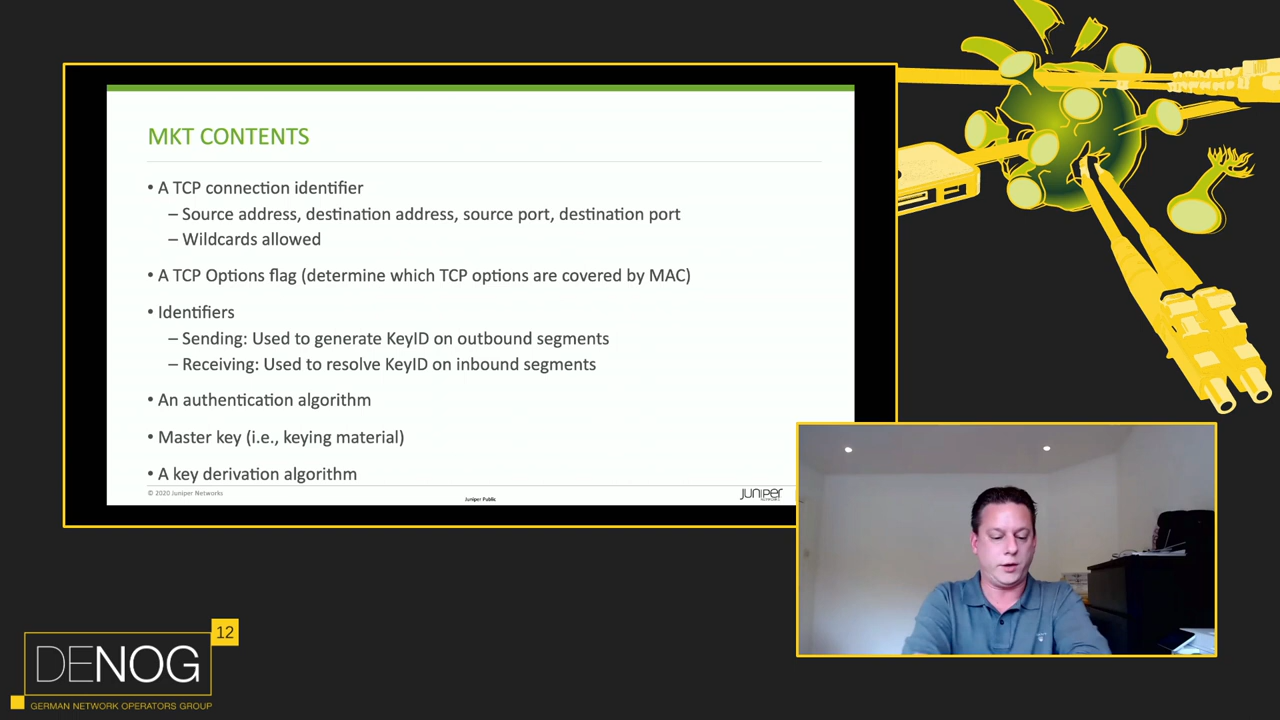 MKT CONTENTS
• A TCP connection identifier
– Source address, destination address, source port, destination port
– Wildcards allowed
• A TCP Options flag (determine which TCP options are covered by MAC)
• Identifiers
– Sending: Used to generate KeyID on outbound segments
– Receiving: Used to resolve KeyID on inbound segments
• An authentication algorithm
• Master key (i.e., keying material)
• A key derivation algorithm
© 2020 Juniper Networks
Juniper Public
JUNIPER
NETWORKS
12
DENOG
GERMAN NETWORK OPERATORS GROUP